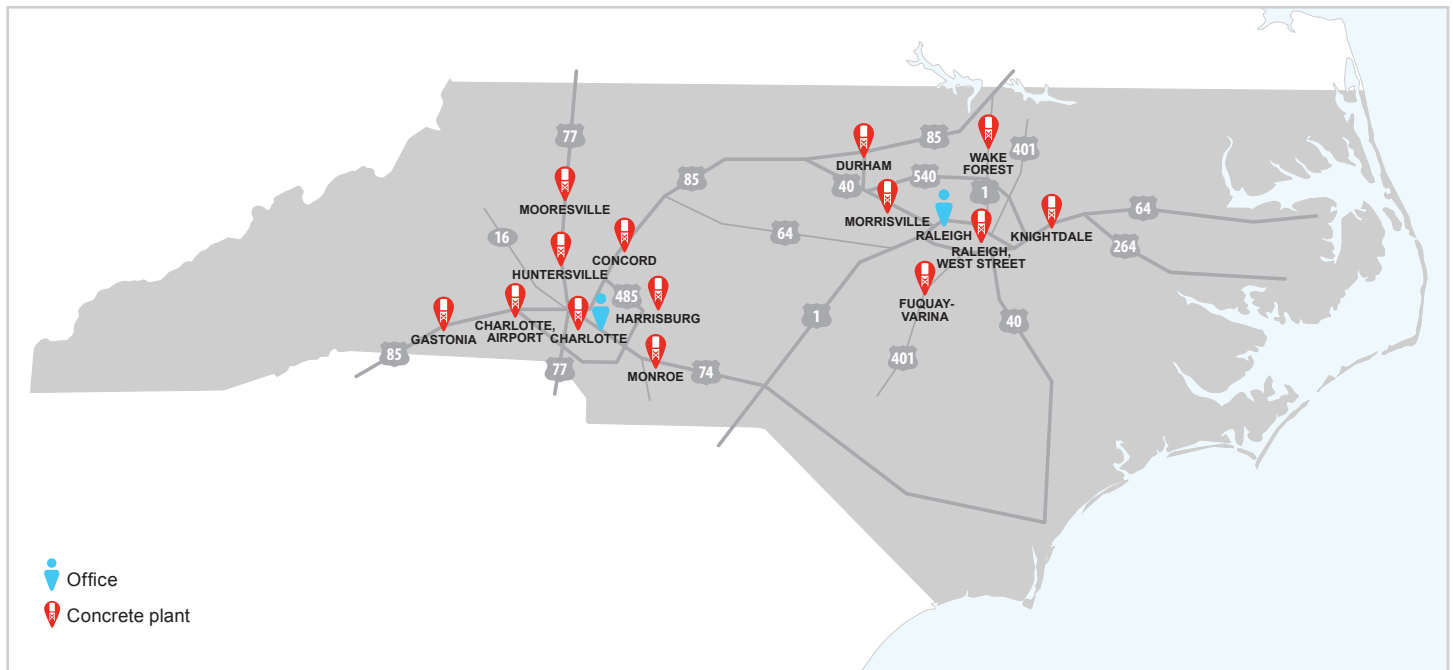 77
85
401
WAKE
FOREST
DURHAM
85
40
540
1
MOORESVILLE
MORRISVILLE
64
16
64
RALEIGH
KNIGHTDALE
264
RALEIGH,
WEST STREET
CONCORD
HUNTERSVILLE
485
HARRISBURG
FUQUAY-
VARINA
1
40
CHARLOTTE,
AIRPORT
CHARLOTTE
GASTONIA
85
77
MONROE
74
401
Office
Concrete plant